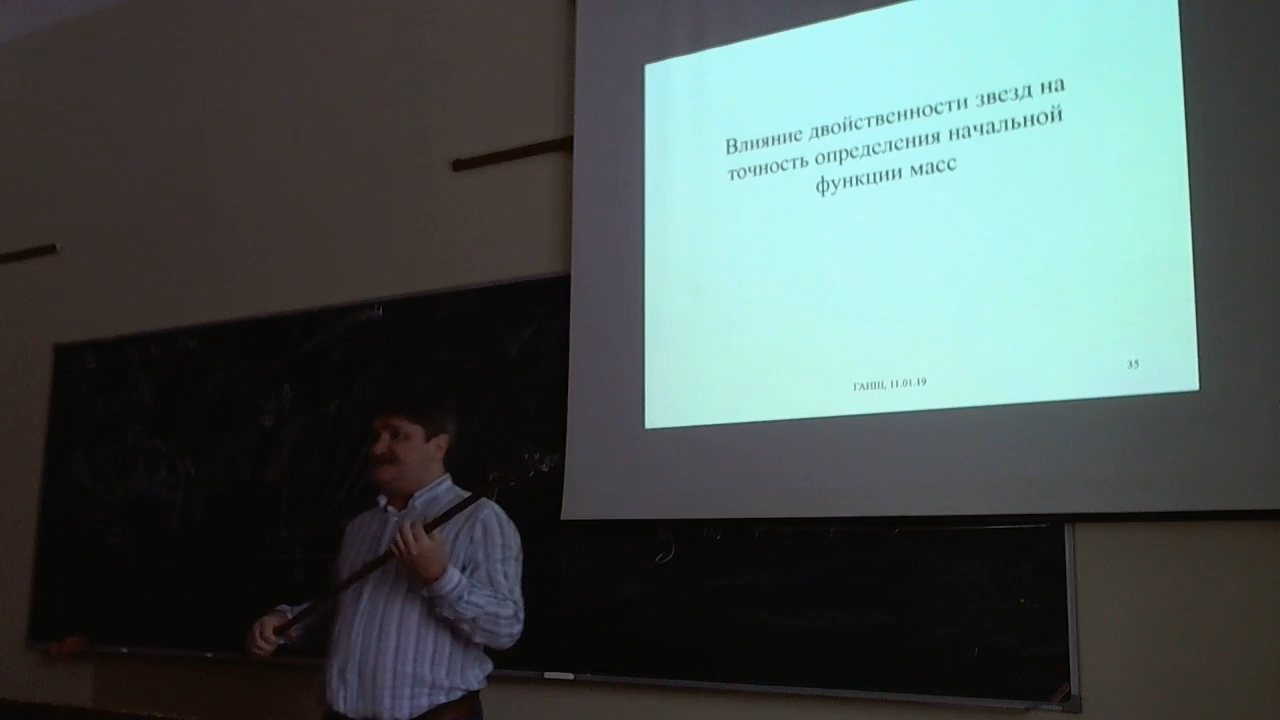 Влияние двойственности звезд на
точность определения начальной
функции масс
ГАИШ, 11.01.19
35